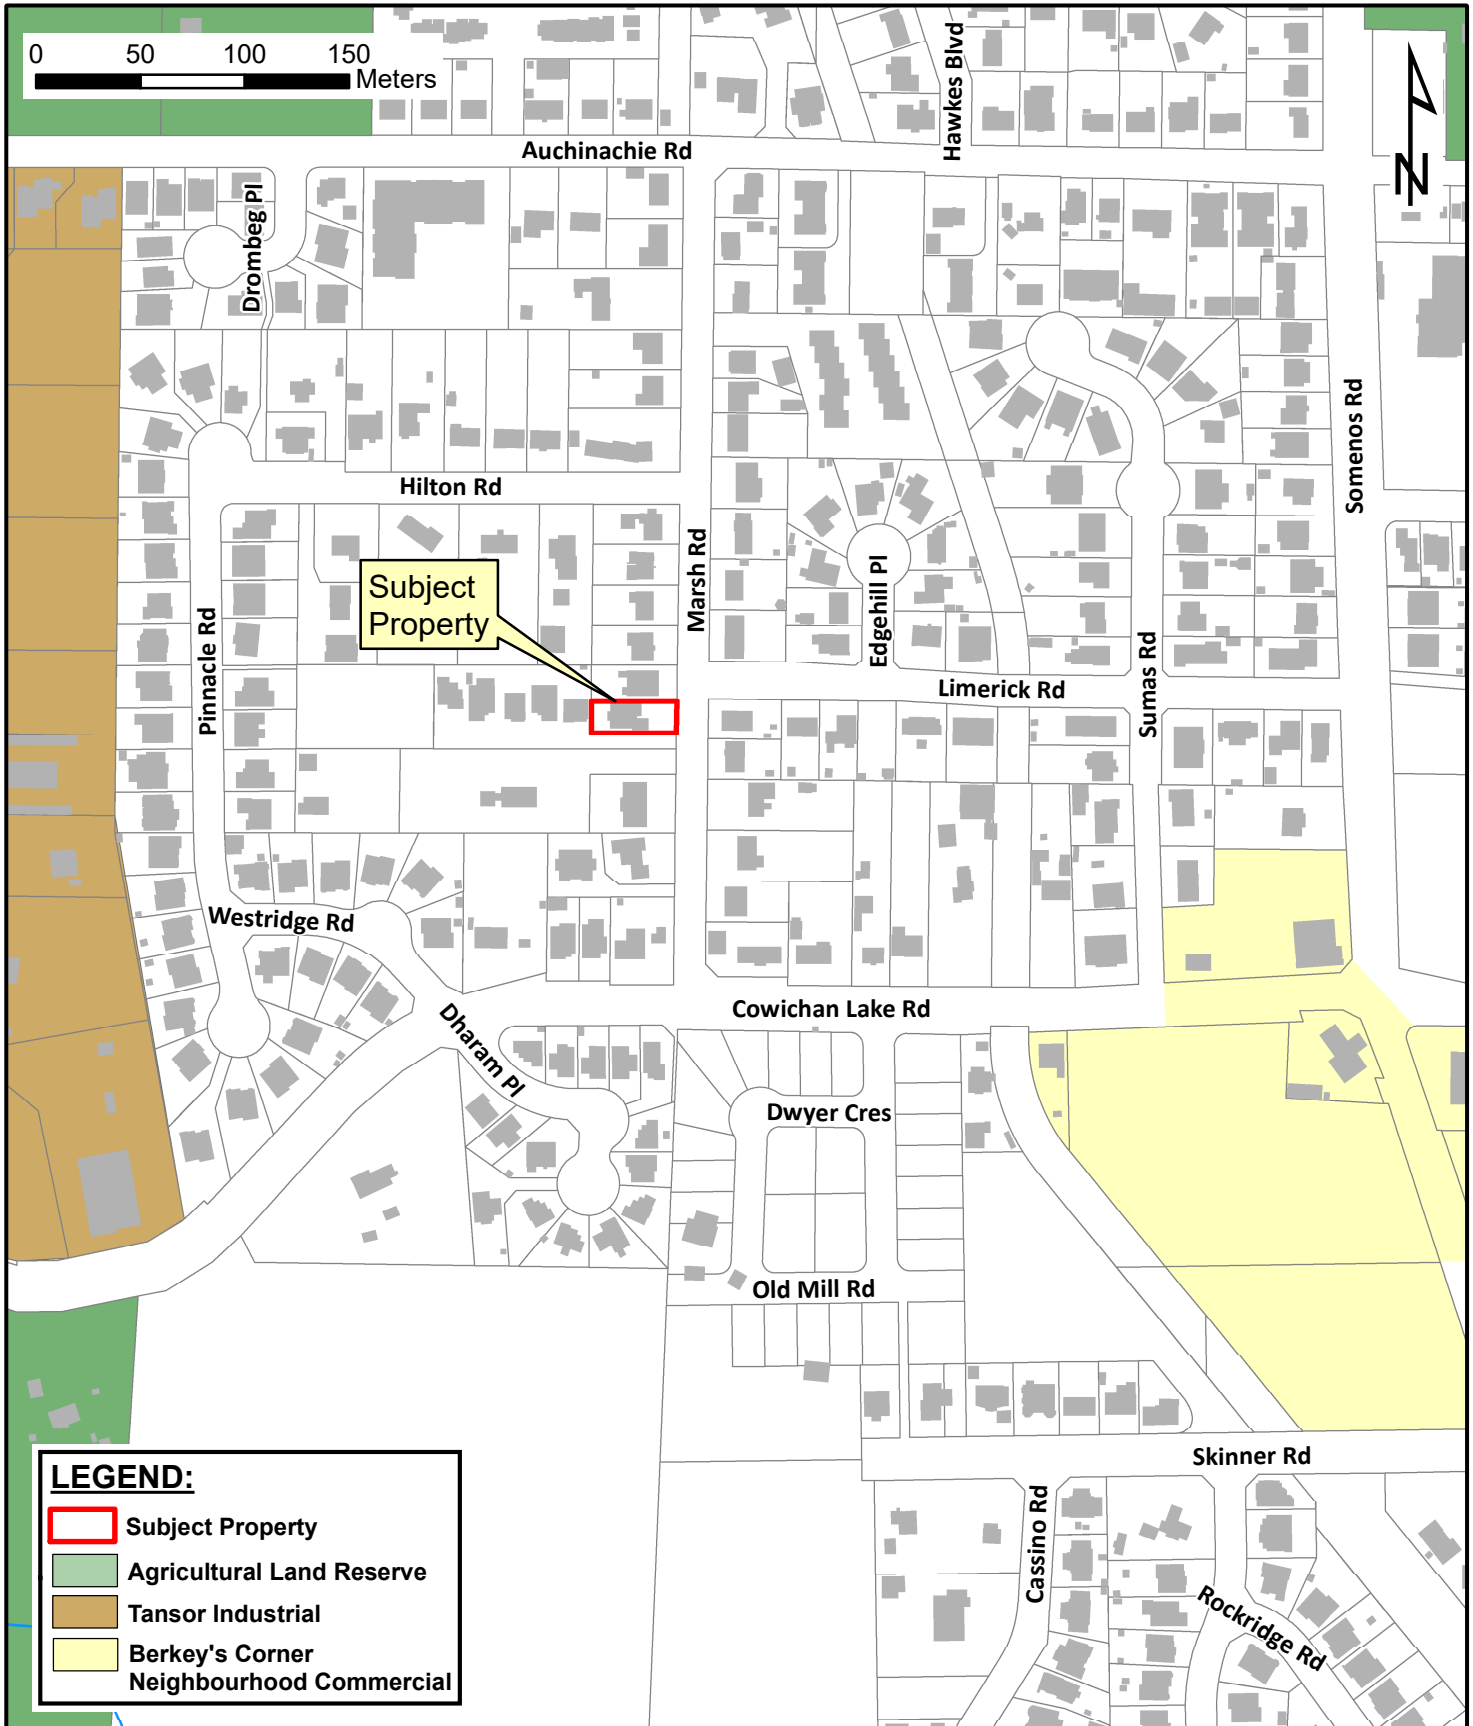 0 50 100 150
Meters
Hawkes Blvd
Auchinachie Rd
N
Drombeg Pl
Somenos Rd
Hilton Rd
Marsh Rd
Subject
Property
Edgehill Pl
Pinnacle Rd
Sumas Rd
Limerick Rd
Westridge Rd
Cowichan Lake Rd
Dharam Pl
Dwyer Cres
Old Mill Rd
Skinner Rd
Cassino Rd
Rockridge Rd
LEGEND:
Subject Property
Agricultural Land Reserve
Tansor Industrial
Berkey's Corner
Neighbourhood Commercial